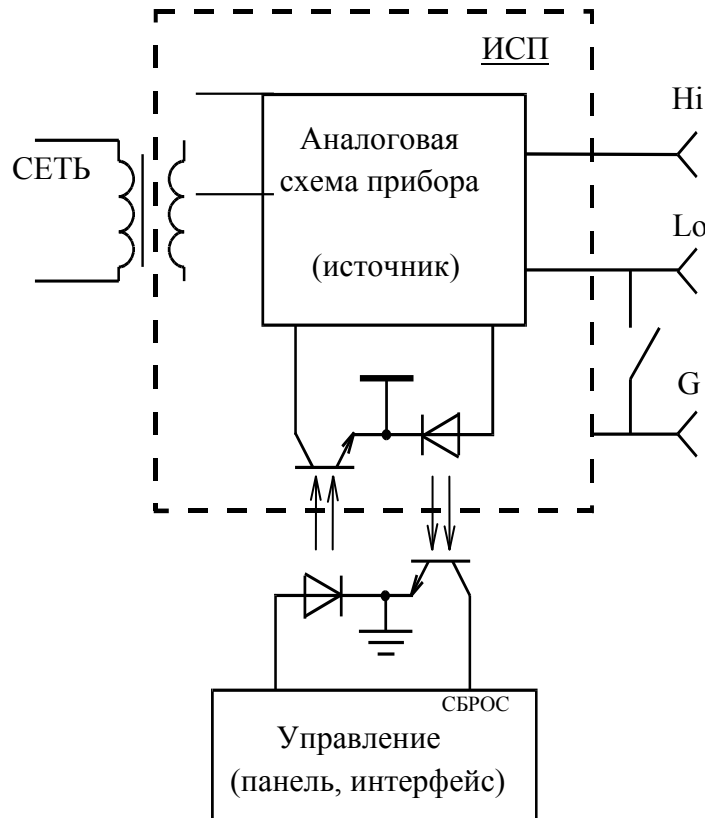 ИСП
Hi
Аналоговая
схема прибора
СЕТЬ
Lo
(источник)
G
СБРОС
Управление
(панель, интерфейс)